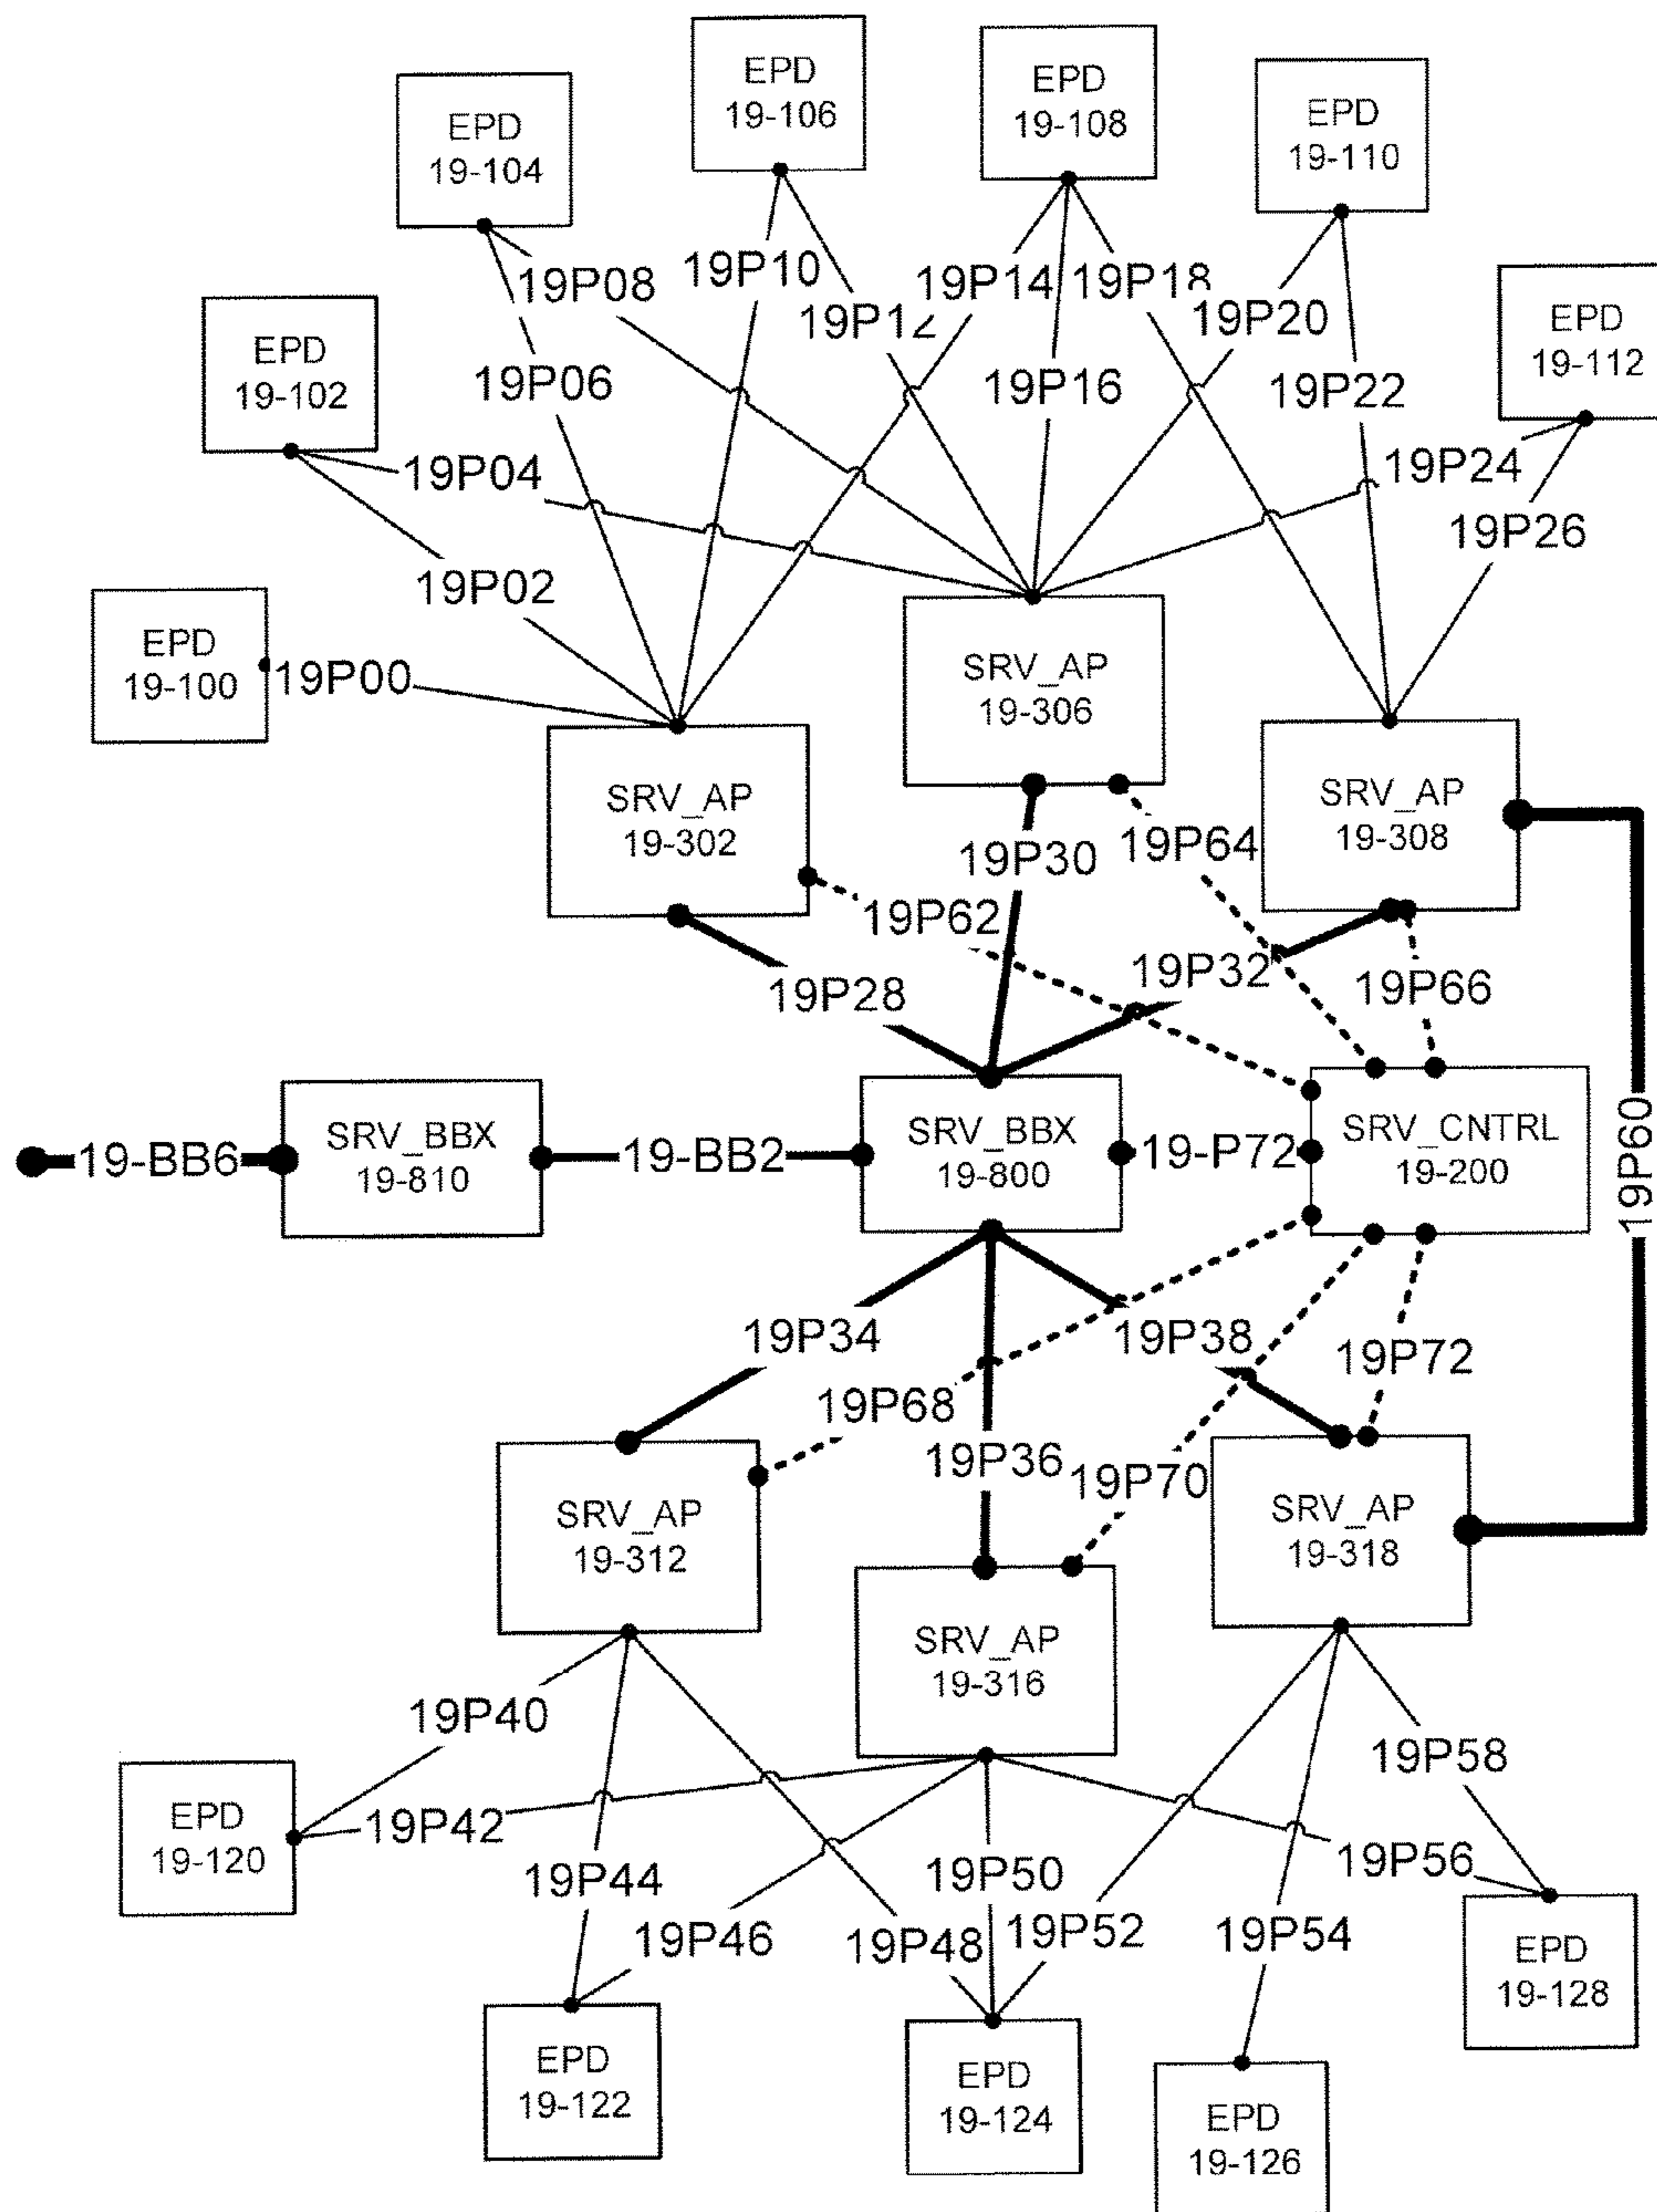 EPD
19-106
EPD
19-108
EPD
19-110
EPD
19-104
19P10
19P14
19P18
19P08
19P12
19P20
EPD
19-112
EPD
19-102
19P06
19P16
19P22
19P04
19P24
19P26
19P02
EPD
19-100
19P00
SRV_AP
19-306
SRV_AP
19-302
SRV_AP
19-308
19P30
19P64
19P62
19P28
19P32
19P66
19-BB6
SRV_BBX
19-810
19-BB2
SRV_BBX
19-800
19-P72
SRV_CNTRL
19-200
19P60
19P34
19P38
19P72
19P68
19P36
19P70
SRV_AP
19-312
SRV_AP
19-318
SRV_AP
19-316
19P40
19P58
EPD
19-120
19P42
19P44
19P50
19P56
19P46
19P48
19P52
19P54
EPD
19-128
EPD
19-122
EPD
19-124
EPD
19-126